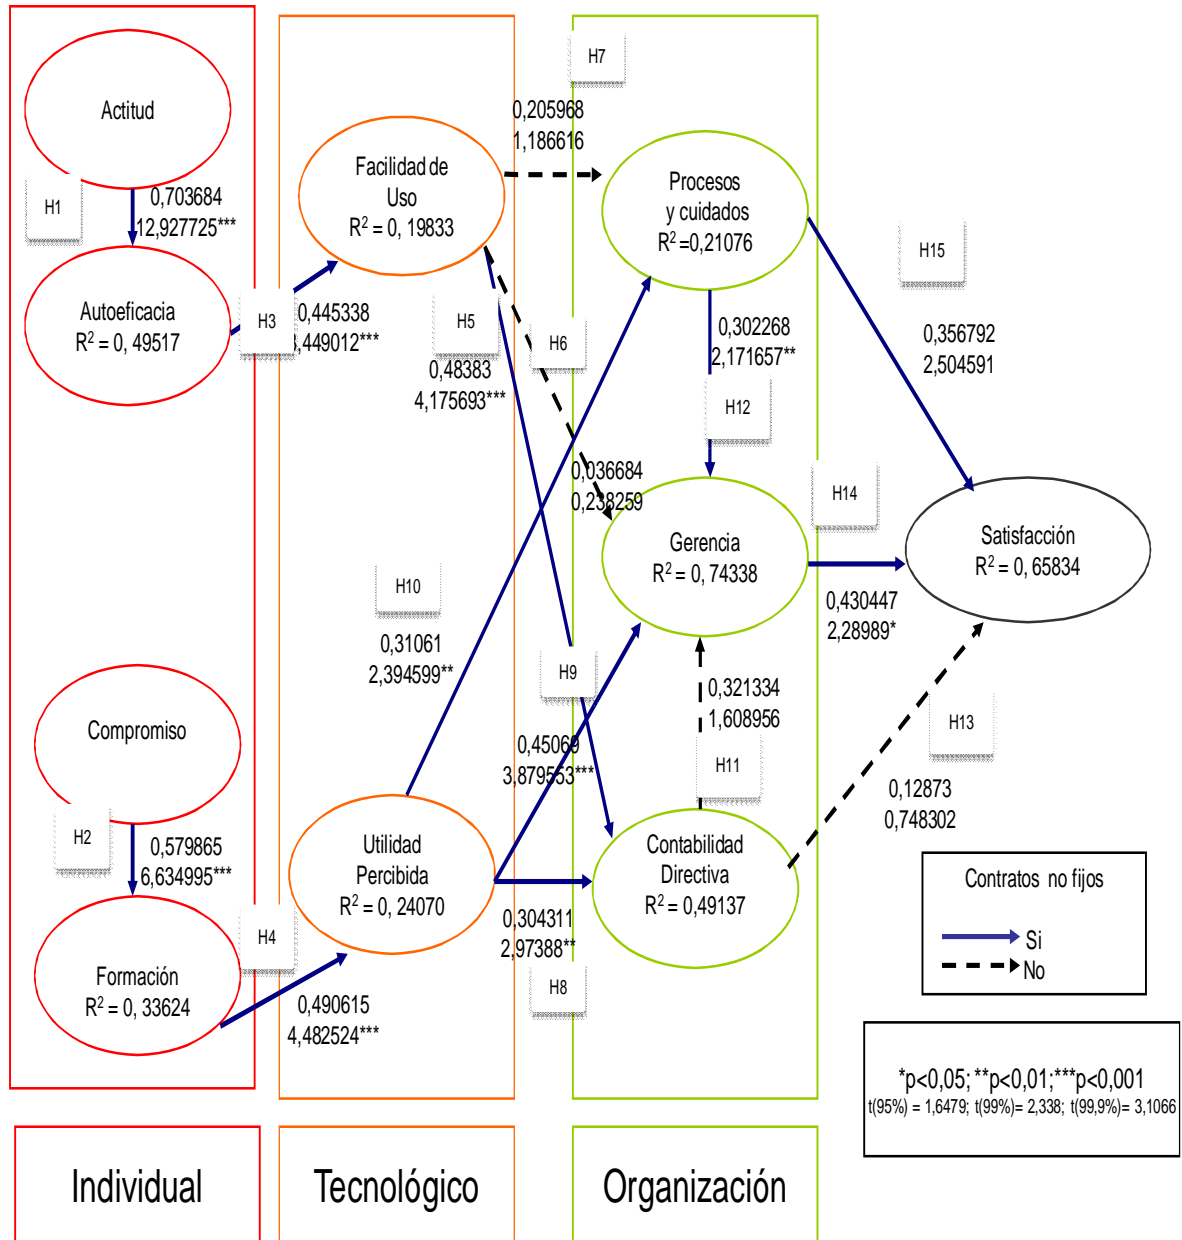 Actitud
H1
0,703684
12,927725***
Autoeficacia
R² = 0, 49517
H3
0,445338
,449012***
Compromiso
H2
0,579865
6,634995***
Formación
R² = 0, 33624
H4
0,490615
4,482524***
Facilidad de
Uso
R² = 0, 19833
H7
0,205968
1,186616
H5
0,48383
4,175693***
H6
0,036684
0,238259
H10
0,31061
2,394599**
H9
0,45069
3,879553***
Utilidad
Percibida
R² = 0, 24070
0,304311
2,97388**
H8
Procesos
y cuidados
R² =0,21076
0,302268
2,171657**
H12
Gerencia
R² = 0, 74338
0,321334
1,608956
H11
Contabilidad
Directiva
R² = 0,49137
H15
0,356792
2,504591
H14
0,430447
2,28989*
Satisfacción
R² = 0, 65834
H13
0,12873
0,748302
Contratos no fijos
Si
No
*p<0,05; **p<0,01;***p<0,001
t(95%) = 1,6479; t(99%)= 2,338; t(99,9%)= 3,1066
Individual
Tecnológico
Organización